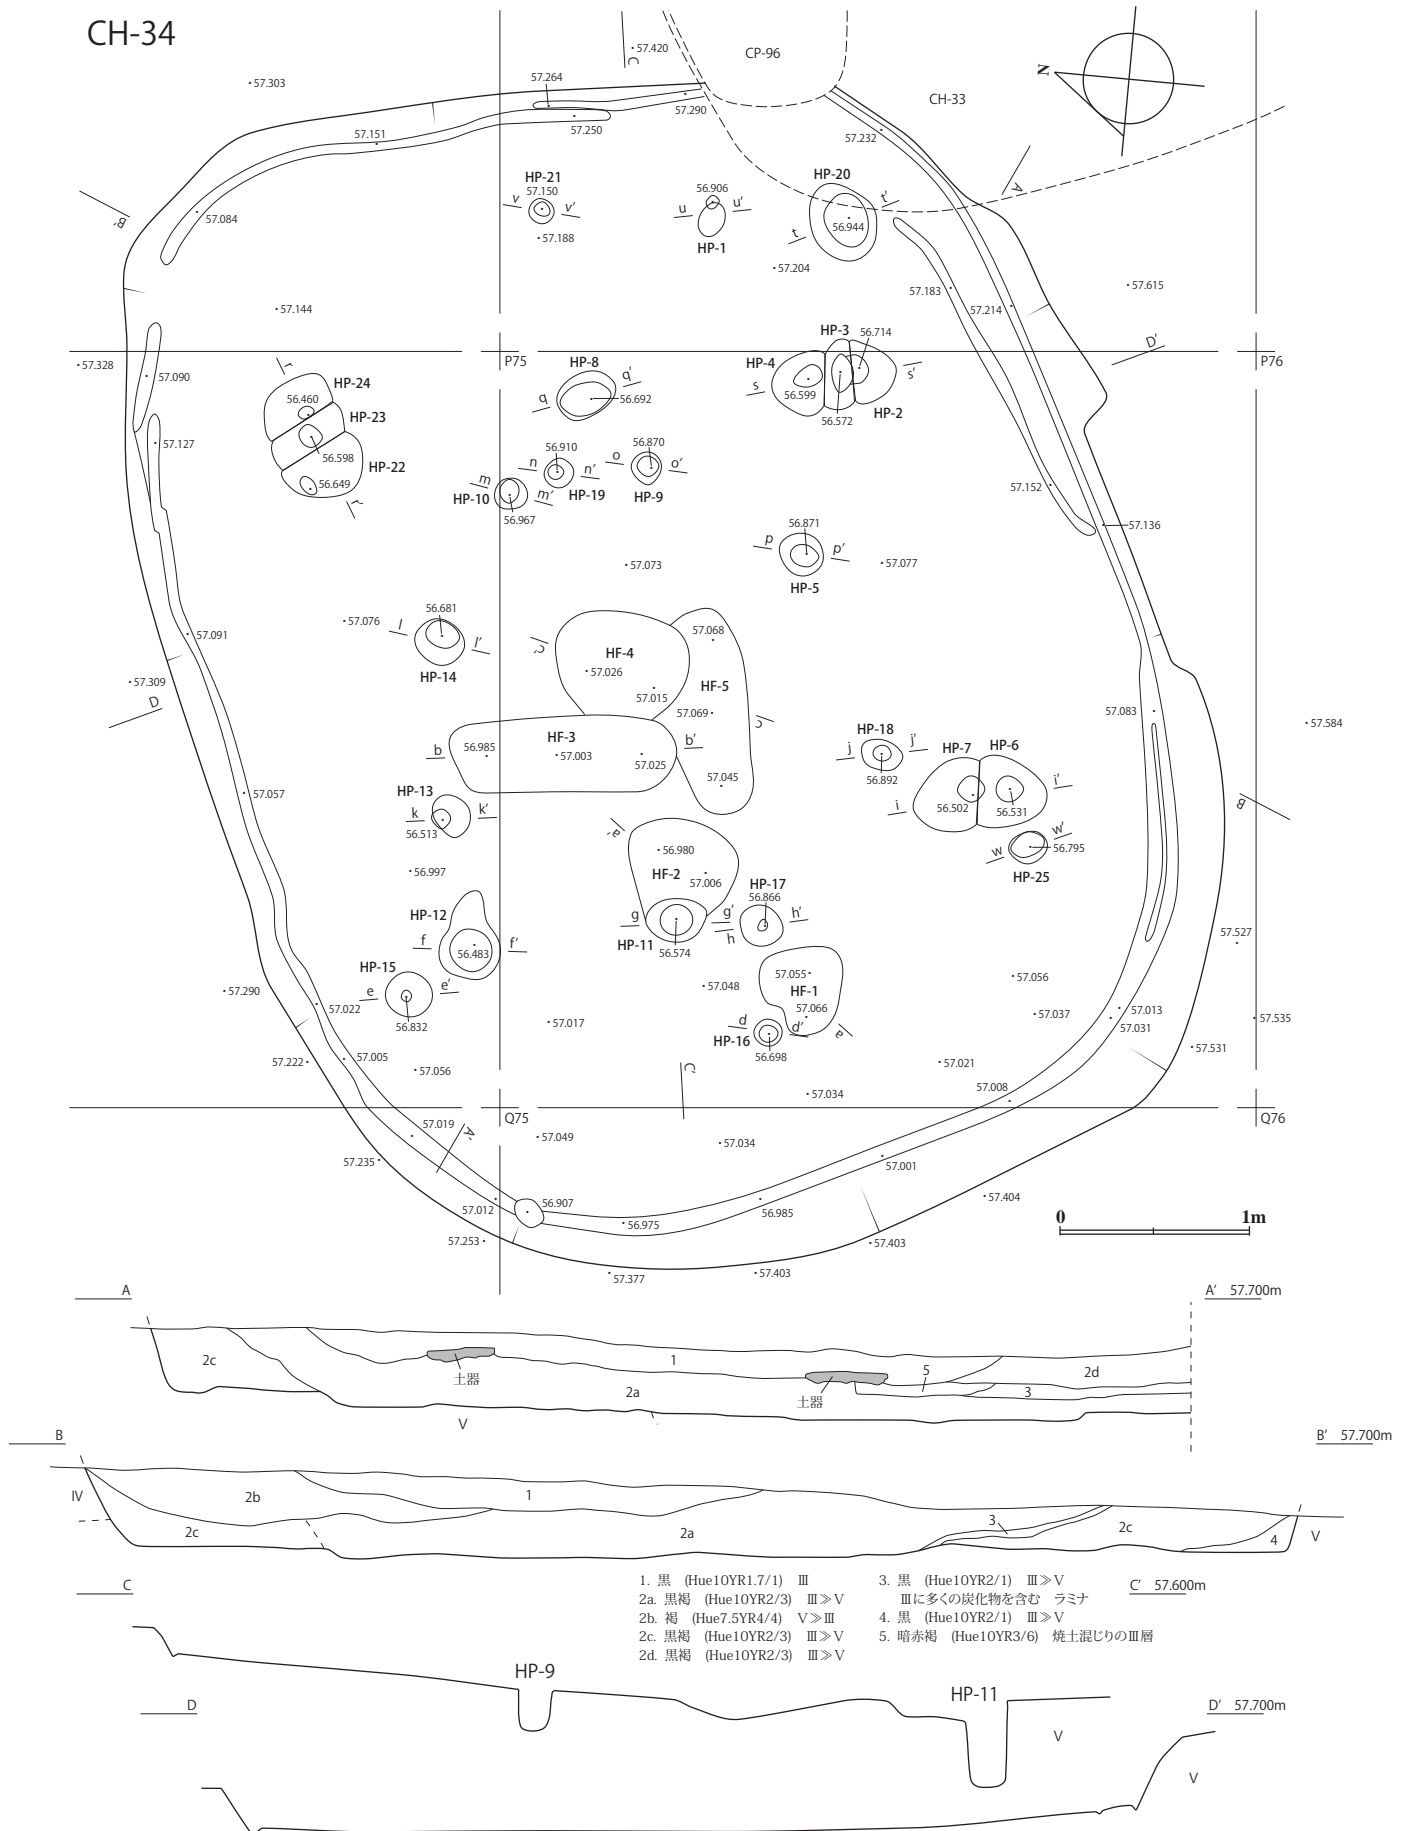 CH-34
C
57.420
CP-96
N
57.303
57.264
CH-33
57.290
57.250
57.151
57.232
A
HP-21
57.150
v v'
57.188
56.906
u u'
HP-1
HP-20
t t'
56.944
57.204
B'
57.084
57.183
57.214
57.615
57.144
57.328
57.090
P75
P76
D'
r
HP-24
56.460
HP-23
56.598
HP-22
56.649
r'
57.127
HP-8
q q'
56.692
HP-3
56.714
HP-4
s s'
56.599
56.572
HP-2
m
HP-10
m'
56.967
56.910
n n'
HP-19
56.870
o o'
HP-9
57.152
57.136
56.871
p p'
HP-5
57.073
57.077
57.076
56.681
l l'
HP-14
57.091
57.309
D
c'
HF-4
57.026
57.015
57.068
HF-5
57.069
c
57.045
57.083
57.584
b b'
HF-3
56.985
57.003
57.025
HP-18
j j'
56.892
HP-7
HP-6
i i'
56.502
56.531
w w'
56.795
HP-25
B
57.057
HP-13
k k'
56.513
56.997
a'
56.980
HF-2
57.006
HP-12
f f'
56.483
g g'
HP-11
56.574
HP-17
56.866
h h'
57.527
HP-15
e e'
56.832
57.290
57.022
57.048
57.055
HF-1
57.066
a
57.056
57.037
57.013
57.031
57.535
57.531
57.017
d d'
HP-16
56.698
57.222
57.005
57.056
C'
57.021
57.034
57.008
Q75
Q76
57.019
A'
57.049
57.034
57.235
57.001
57.012
56.907
56.975
56.985
57.404
57.253
57.403
57.377
57.403
0 1m
A A' 57.700m
2c
1
土器
2a
土器
5
3
2d
V
B B' 57.700m
IV
2b
1
2c
2a
3
2c
4
V
1. 黒 (Hue10YR1.7/1) Ⅲ
2a. 黒褐 (Hue10YR2/3) Ⅲ≫Ⅴ
2b. 褐 (Hue7.5YR4/4) Ⅴ≫Ⅲ
2c. 黒褐 (Hue10YR2/3) Ⅲ≫Ⅴ
2d. 黒褐 (Hue10YR2/3) Ⅲ≫Ⅴ
3. 黒 (Hue10YR2/1) Ⅲ≫Ⅴ
Ⅲに多くの炭化物を含む ラミナ
4. 黒 (Hue10YR2/1) Ⅲ≫Ⅴ
5. 暗赤褐 (Hue10YR3/6) 焼土混じりのⅢ層
C C' 57.600m
HP-9
HP-11
V
D D' 57.700m
V